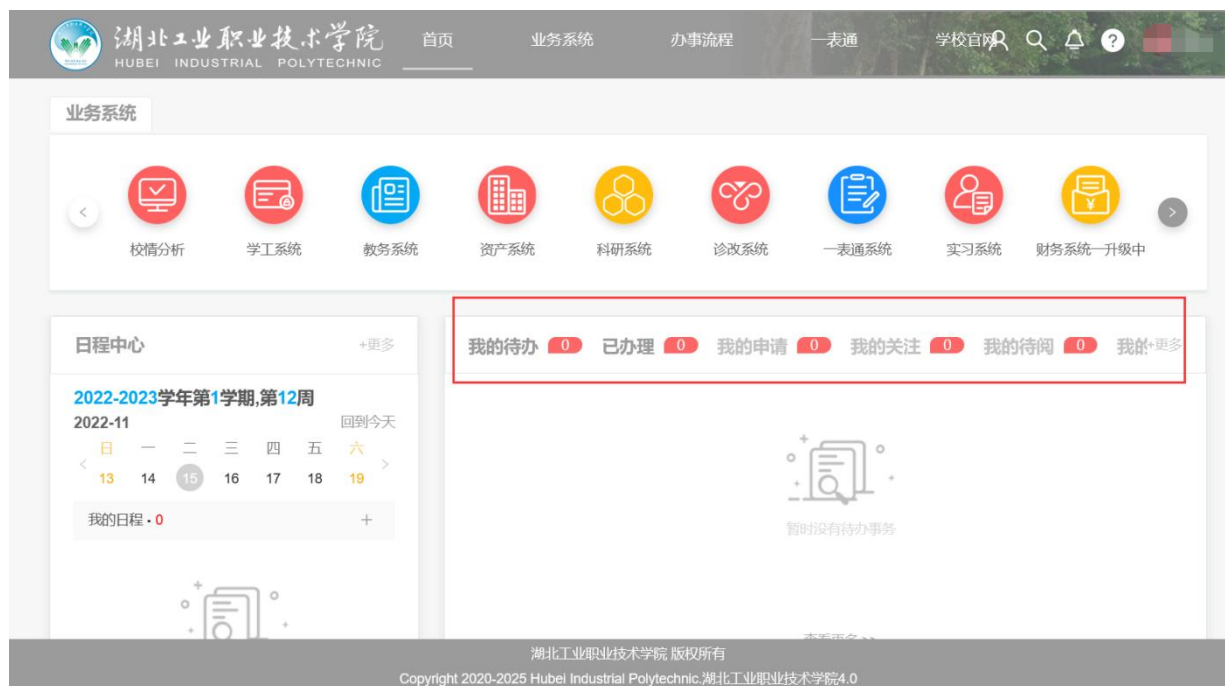 湖北工业职业技术学院
HUBEI INDUSTRIAL POLYTECHNIC
首页 业务系统 办事流程 一表通 学校官网
业务系统
校情分析 学工系统 教务系统 资产系统 科研系统 诊改系统 一表通系统 实习系统 财务系统—升级中
日程中心 +更多
2022-2023学年第1学期,第12周
2022-11 回到今天
日 一 二 三 四 五 六
13 14 15 16 17 18 19
我的日程 • 0 +
我的待办 0 已办理 0 我的申请 0 我的关注 0 我的待阅 0 我的 +更多
暂时没有待办事务
查看更多 >>
湖北工业职业技术学院 版权所有
Copyright 2020-2025 Hubei Industrial Polytechnic.湖北工业职业技术学院4.0